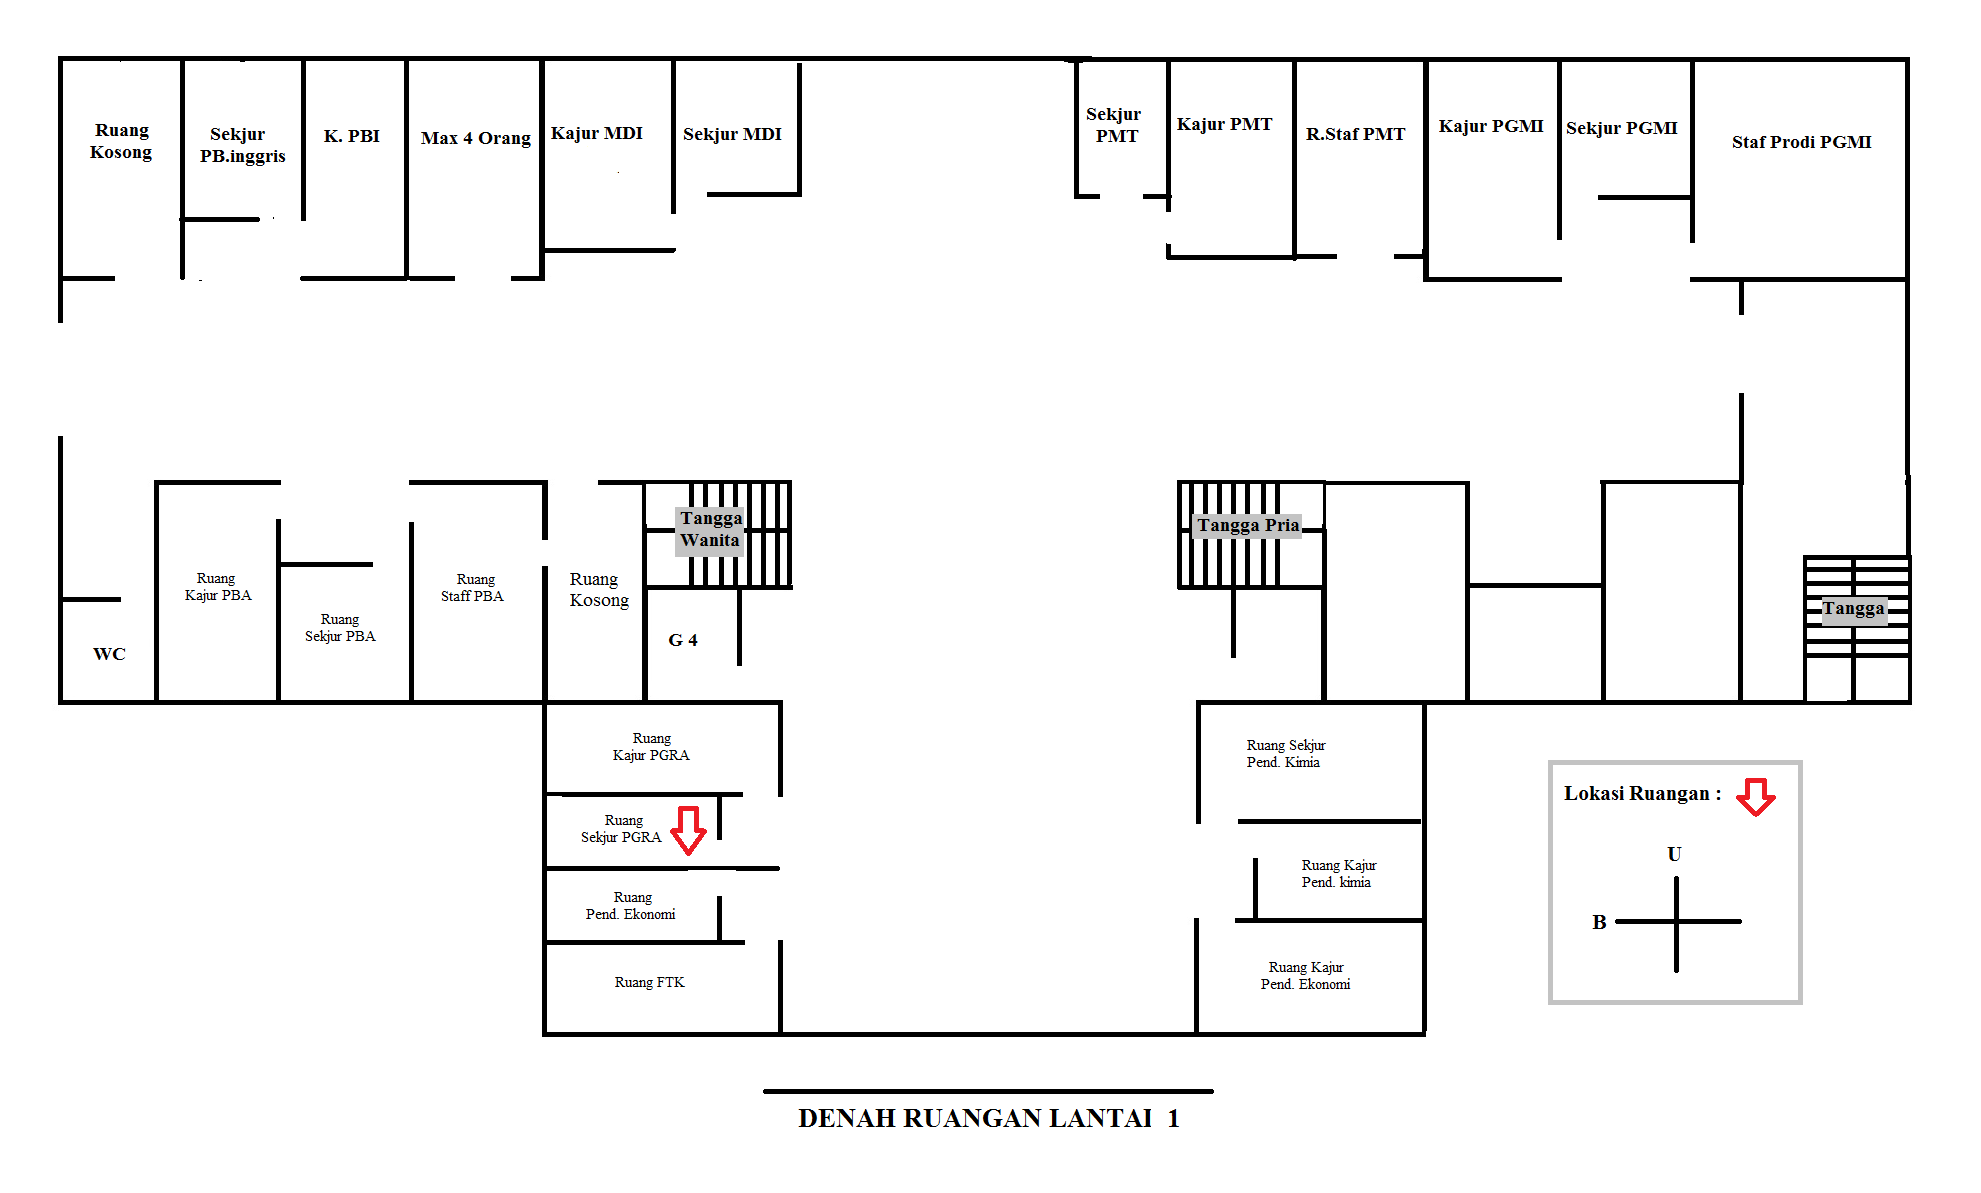 Ruang
Kosong
Sekjur
PB.inggris
K. PBI
Max 4 Orang
Kajur MDI
Sekjur MDI
Sekjur
PMT
Kajur PMT
R.Staf PMT
Kajur PGMI
Sekjur PGMI
Staf Prodi PGMI
Tangga
Wanita
Tangga Pria
Ruang
Kajur PBA
Ruang
Sekjur PBA
Ruang
Staff PBA
Ruang
Kosong
Tangga
WC
G 4
Ruang
Kajur PGRA
Ruang
Sekjur PGRA
Ruang
Pend. Ekonomi
Ruang FTK
Ruang Sekjur
Pend. Kimia
Ruang Kajur
Pend. kimia
Ruang Kajur
Pend. Ekonomi
Lokasi Ruangan :
U
B
DENAH RUANGAN LANTAI 1